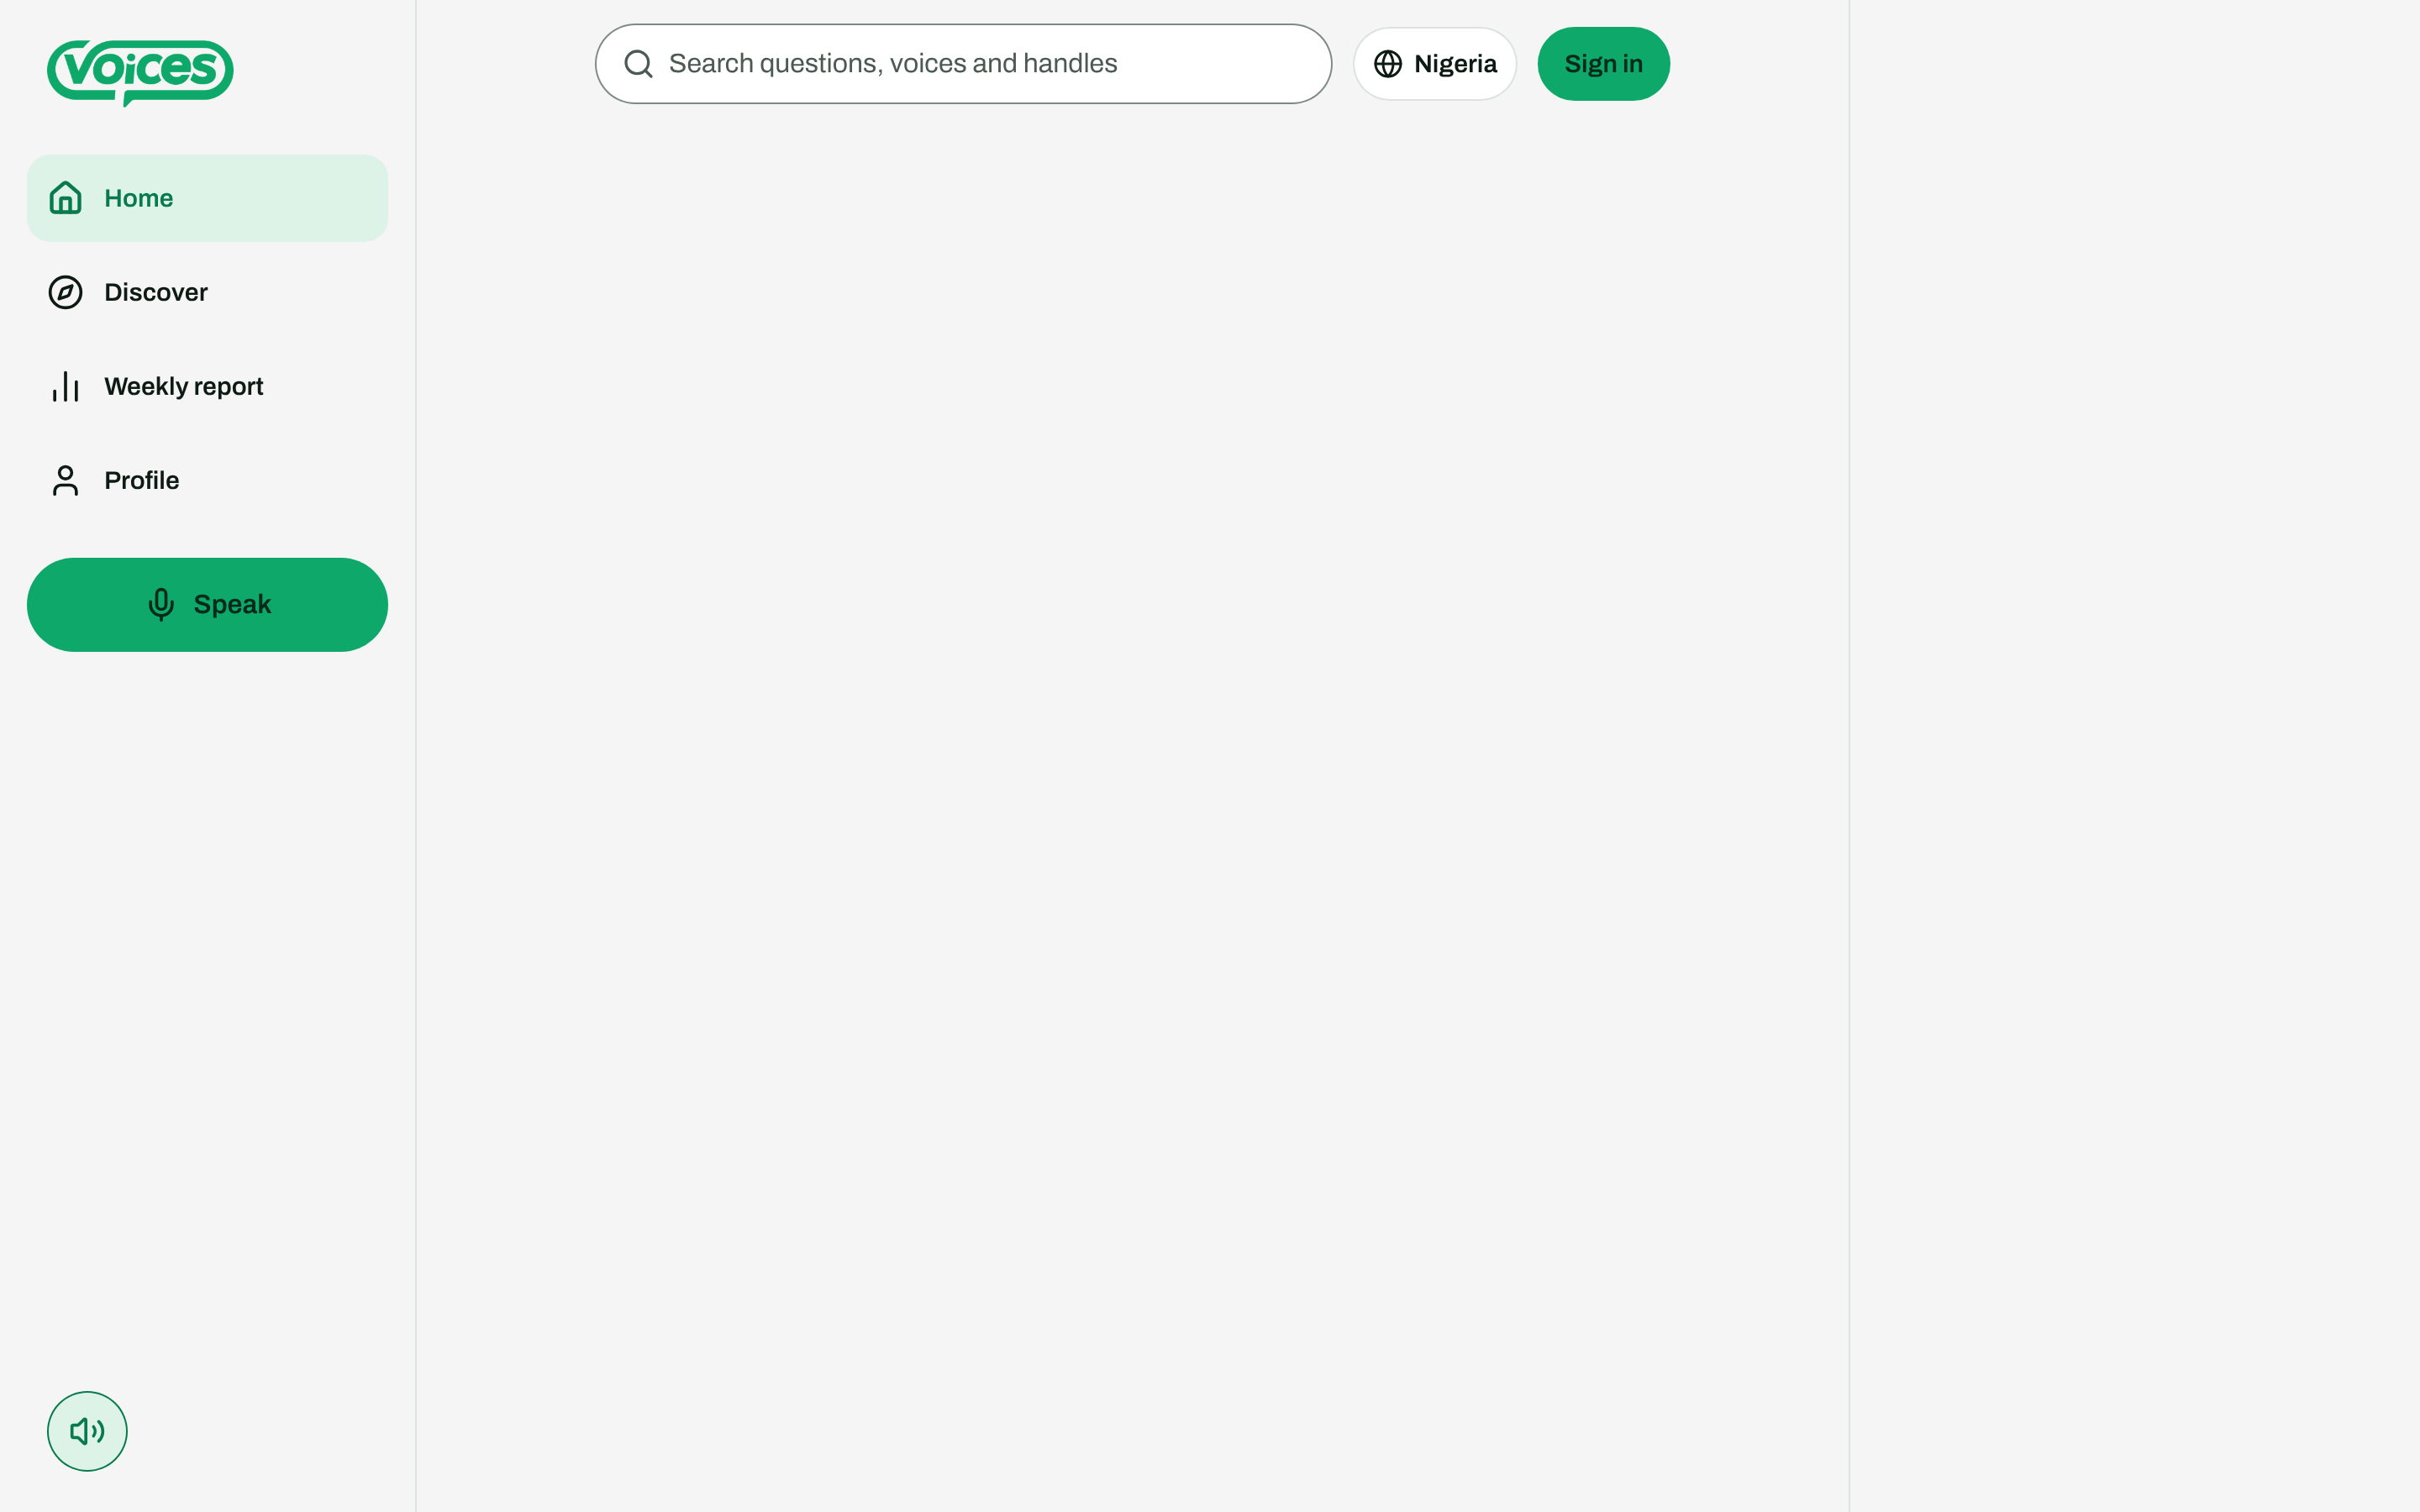 voices
Search questions, voices and handles
Nigeria
Sign in
Home
Discover
Weekly report
Profile
Speak